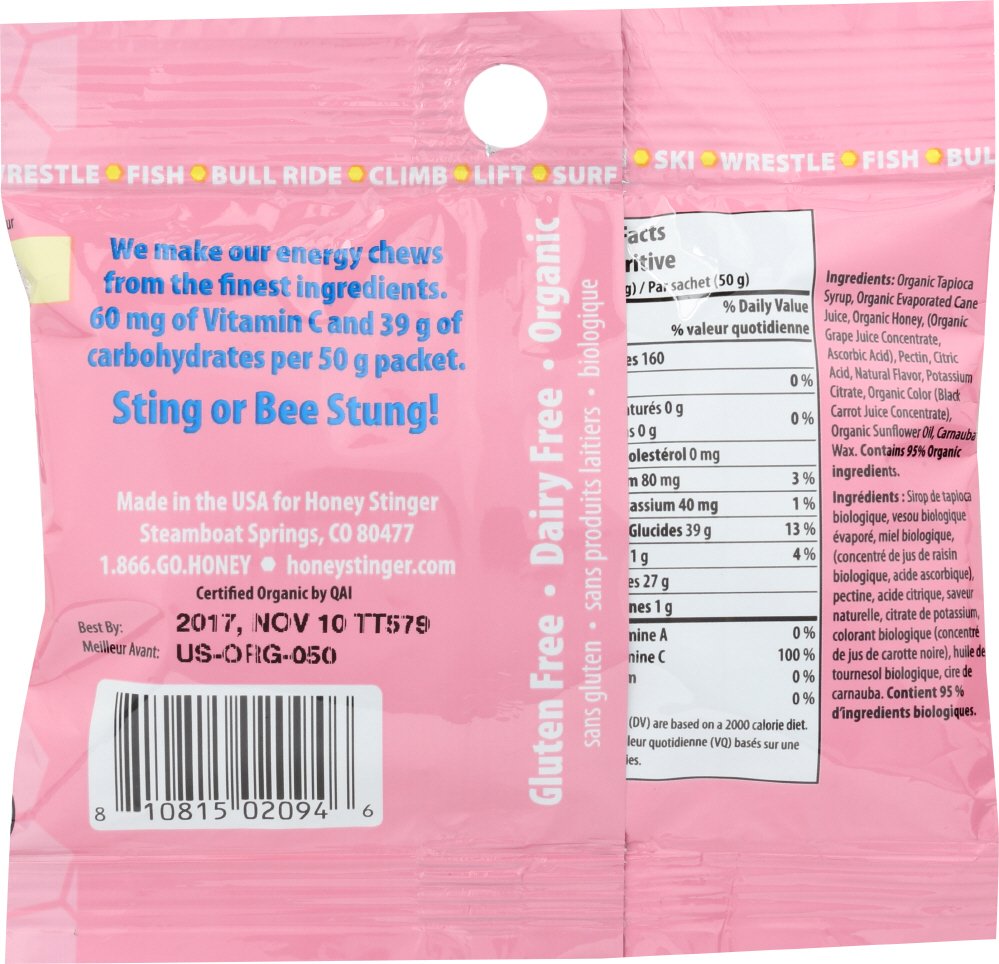 WRESTLE • FISH • BULL RIDE • CLIMB • LIFT • SURF
• SKI • WRESTLE • FISH • BUL
ur
We make our energy chews
from the finest ingredients.
60 mg of Vitamin C and 39 g of
carbohydrates per 50 g packet.
Sting or Bee Stung!
Made in the USA for Honey Stinger
Steamboat Springs, CO 80477
1.866.GO.HONEY • honeystinger.com
Certified Organic by QAI
Best By:
Meilleur Avant:
2017, NOV 10 TT579
US-ORG-050
8 10815 02094 6
Gluten Free • Dairy Free • Organic
sans gluten • sans produits laitiers • biologique
Facts
ritive
g) / Par sachet (50 g)
% Daily Value
% valeur quotidienne
es 160
0 %
turés 0 g
0 %
s 0 g
olestérol 0 mg
m 80 mg 3 %
assium 40 mg 1 %
Glucides 39 g 13 %
1 g 4 %
es 27 g
nes 1 g
mine A 0 %
mine C 100 %
n 0 %
0 %
(DV) are based on a 2000 calorie diet.
leur quotidienne (VQ) basés sur une
ies.
Ingredients: Organic Tapioca
Syrup, Organic Evaporated Cane
Juice, Organic Honey, (Organic
Grape Juice Concentrate,
Ascorbic Acid), Pectin, Citric
Acid, Natural Flavor, Potassium
Citrate, Organic Color (Black
Carrot Juice Concentrate),
Organic Sunflower Oil, Carnauba
Wax. Contains 95% Organic
ingredients.
Ingrédients : Sirop de tapioca
biologique, vesou biologique
évaporé, miel biologique,
(concentré de jus de raisin
biologique, acide ascorbique),
pectine, acide citrique, saveur
naturelle, citrate de potassium,
colorant biologique (concentré
de jus de carotte noire), huile de
tournesol biologique, cire de
carnauba. Contient 95 %
d'ingredients biologiques.